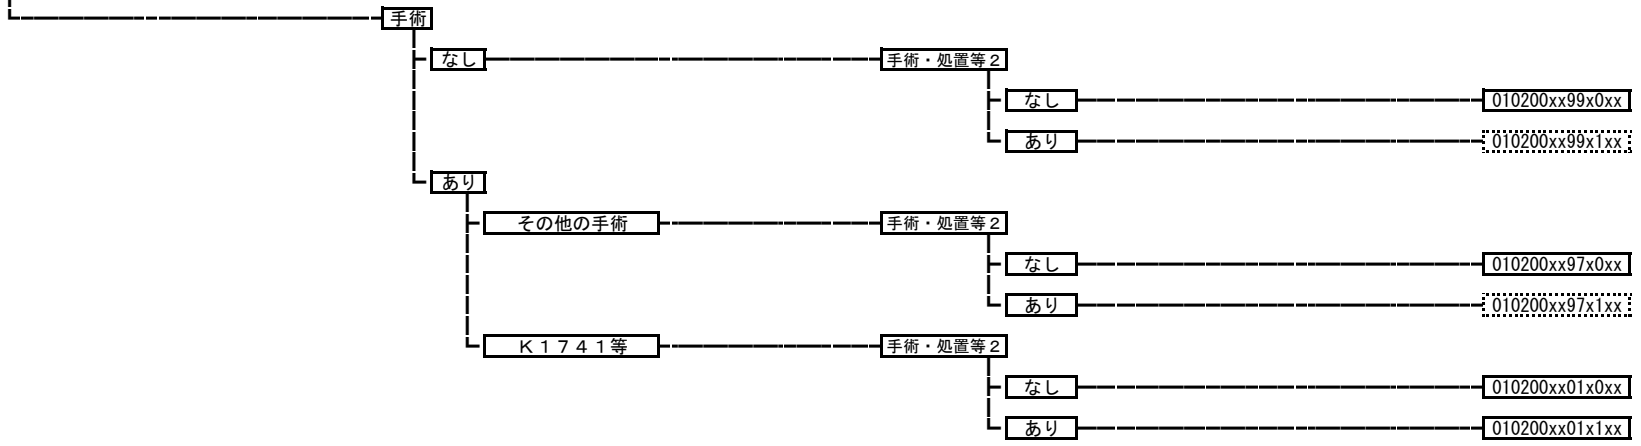 手術
なし 手術・処置等２
なし 010200xx99x0xx
あり 010200xx99x1xx
あり
その他の手術 手術・処置等２
なし 010200xx97x0xx
あり 010200xx97x1xx
Ｋ１７４１等 手術・処置等２
なし 010200xx01x0xx
あり 010200xx01x1xx